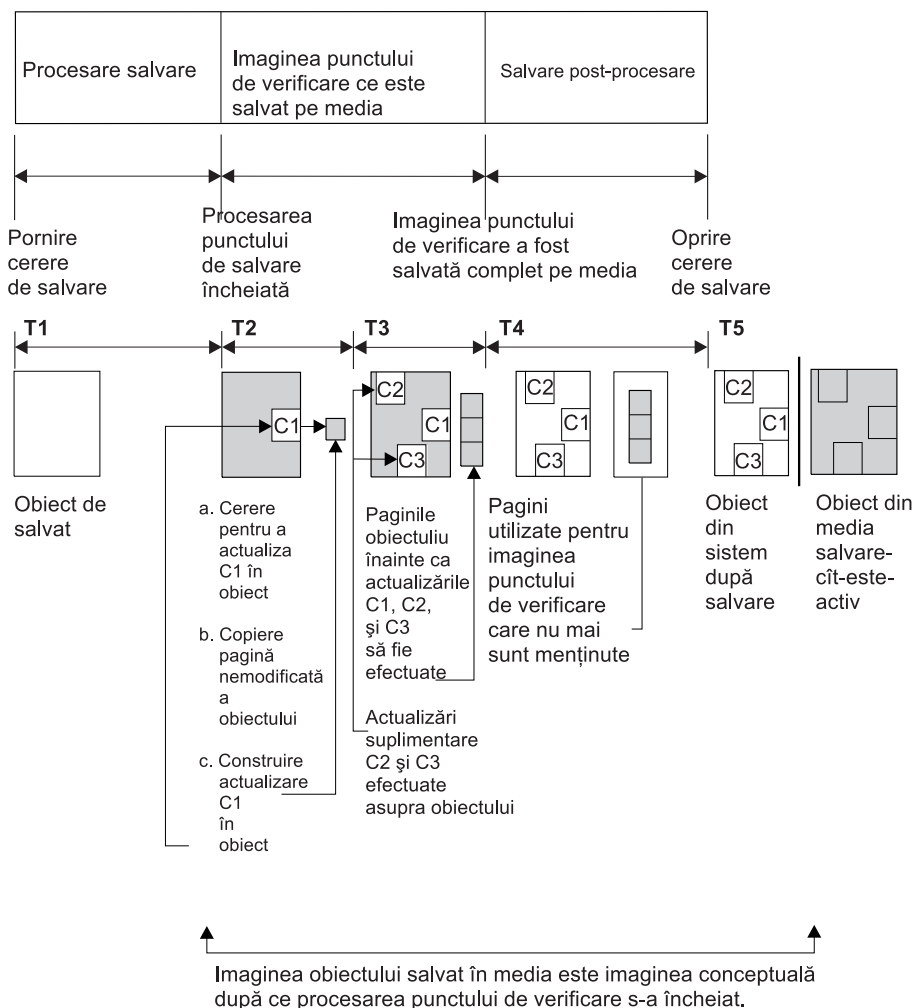 Procesare salvare
Imaginea punctului
de verificare ce este
salvat pe media
Salvare post-procesare
Pornire
cerere
de salvare
Procesarea
punctului
de salvare
încheiată
Imaginea punctului
de verificare a fost
salvată complet pe media
Oprire
cerere
de salvare
T1
T2
T3
T4
T5
C1
C2
C1
C3
C2
C1
C3
C2
C1
C3
Obiect de
salvat
a. Cerere
pentru a
actualiza
C1 în
obiect
b. Copiere
pagină
nemodificată
a
obiectului
c. Construire
actualizare
C1
în
obiect
Paginile
obiectuliu
înainte ca
actualizările
C1, C2,
şi C3
să fie
efectuate
Actualizări
suplimentare
C2 şi C3
efectuate
asupra obiectului
Pagini
utilizate pentru
imaginea
punctului
de verificare
care nu mai
sunt menținute
Obiect
din
sistem
după
salvare
Obiect din
media
salvare-
cît-este-
activ
Imaginea obiectului salvat în media este imaginea conceptuală
după ce procesarea punctului de verificare s-a încheiat.